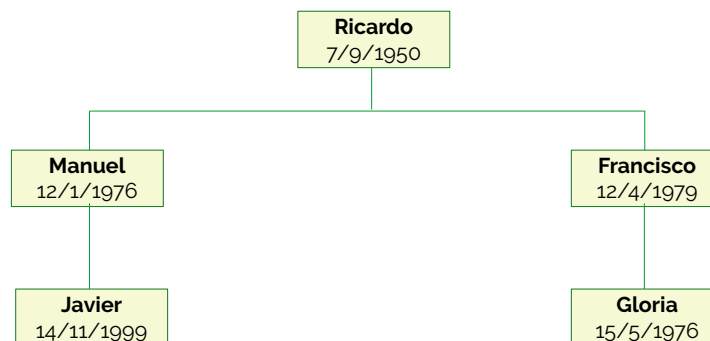 Ricardo
7/9/1950
Manuel
12/1/1976
Francisco
12/4/1979
Javier
14/11/1999
Gloria
15/5/1976